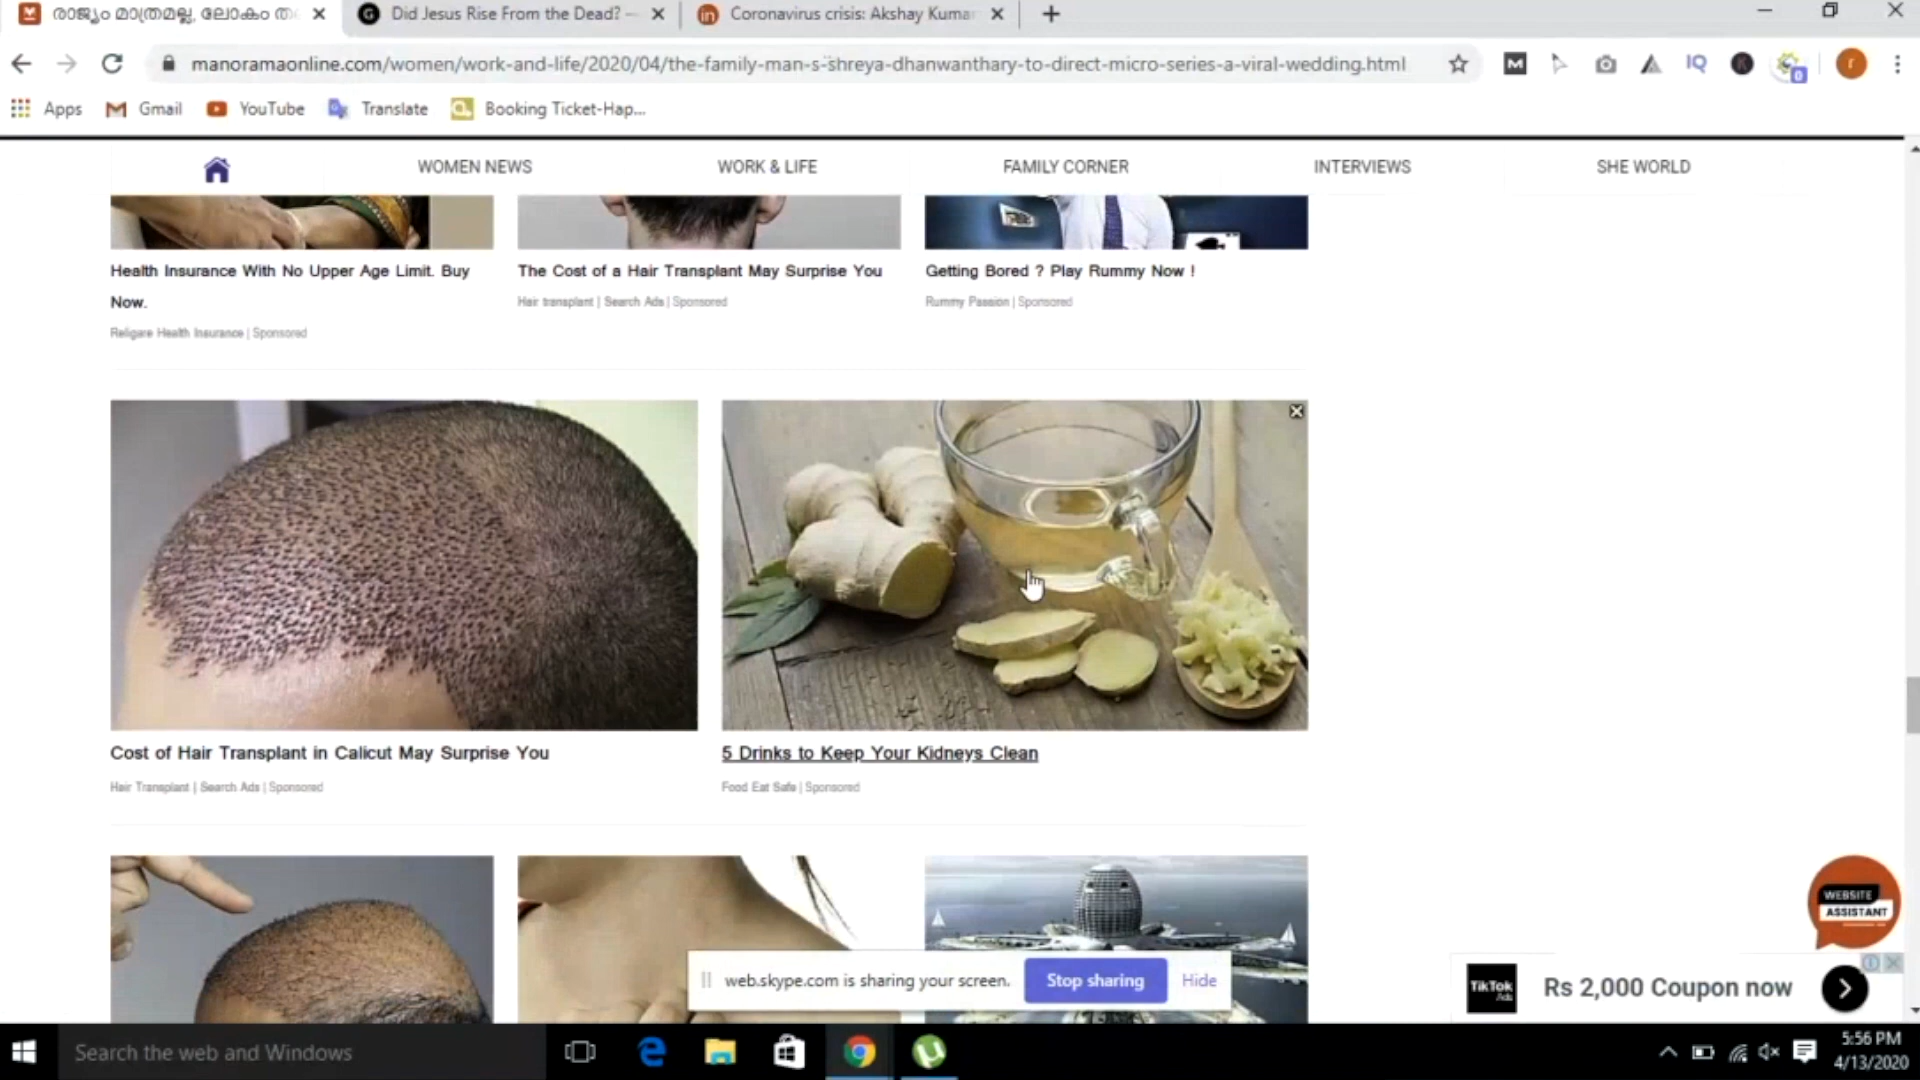 രാജ്യം മാത്രമല്ല, ലോകം
Did Jesus Rise From the Dead? –
Coronavirus crisis: Akshay Kumar
manoramaonline.com/women/work-and-life/2020/04/the-family-man-s-shreya-dhanwanthary-to-direct-micro-series-a-viral-wedding.html
Apps
Gmail
YouTube
Translate
Booking Ticket-Hap...
WOMEN NEWS
WORK & LIFE
FAMILY CORNER
INTERVIEWS
SHE WORLD
Health Insurance With No Upper Age Limit. Buy
Now.
Religare Health Insurance | Sponsored
The Cost of a Hair Transplant May Surprise You
Hair transplant | Search Ads | Sponsored
Getting Bored ? Play Rummy Now !
Rummy Passion | Sponsored
Cost of Hair Transplant in Calicut May Surprise You
Hair Transplant | Search Ads | Sponsored
5 Drinks to Keep Your Kidneys Clean
Food Eat Safe | Sponsored
WEBSITE
ASSISTANT
web.skype.com is sharing your screen.
Stop sharing
Hide
TikTok
Ads
Rs 2,000 Coupon now
Search the web and Windows
5:56 PM
4/13/2020